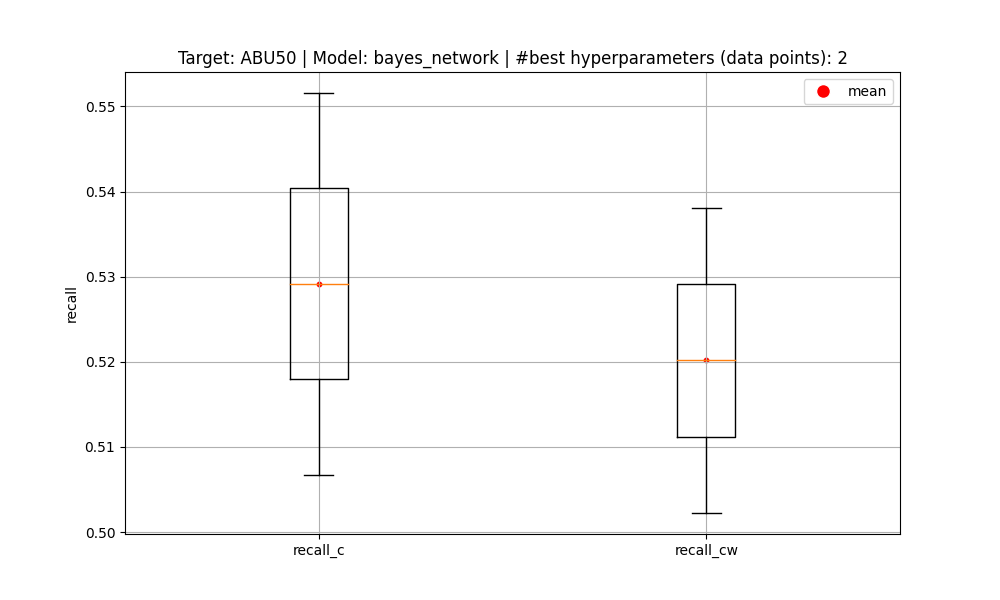 Target: ABU50 | Model: bayes_network | #best hyperparameters (data points): 2
mean
0.55
0.54
0.53
0.52
0.51
0.50
recall
recall_c
recall_cw